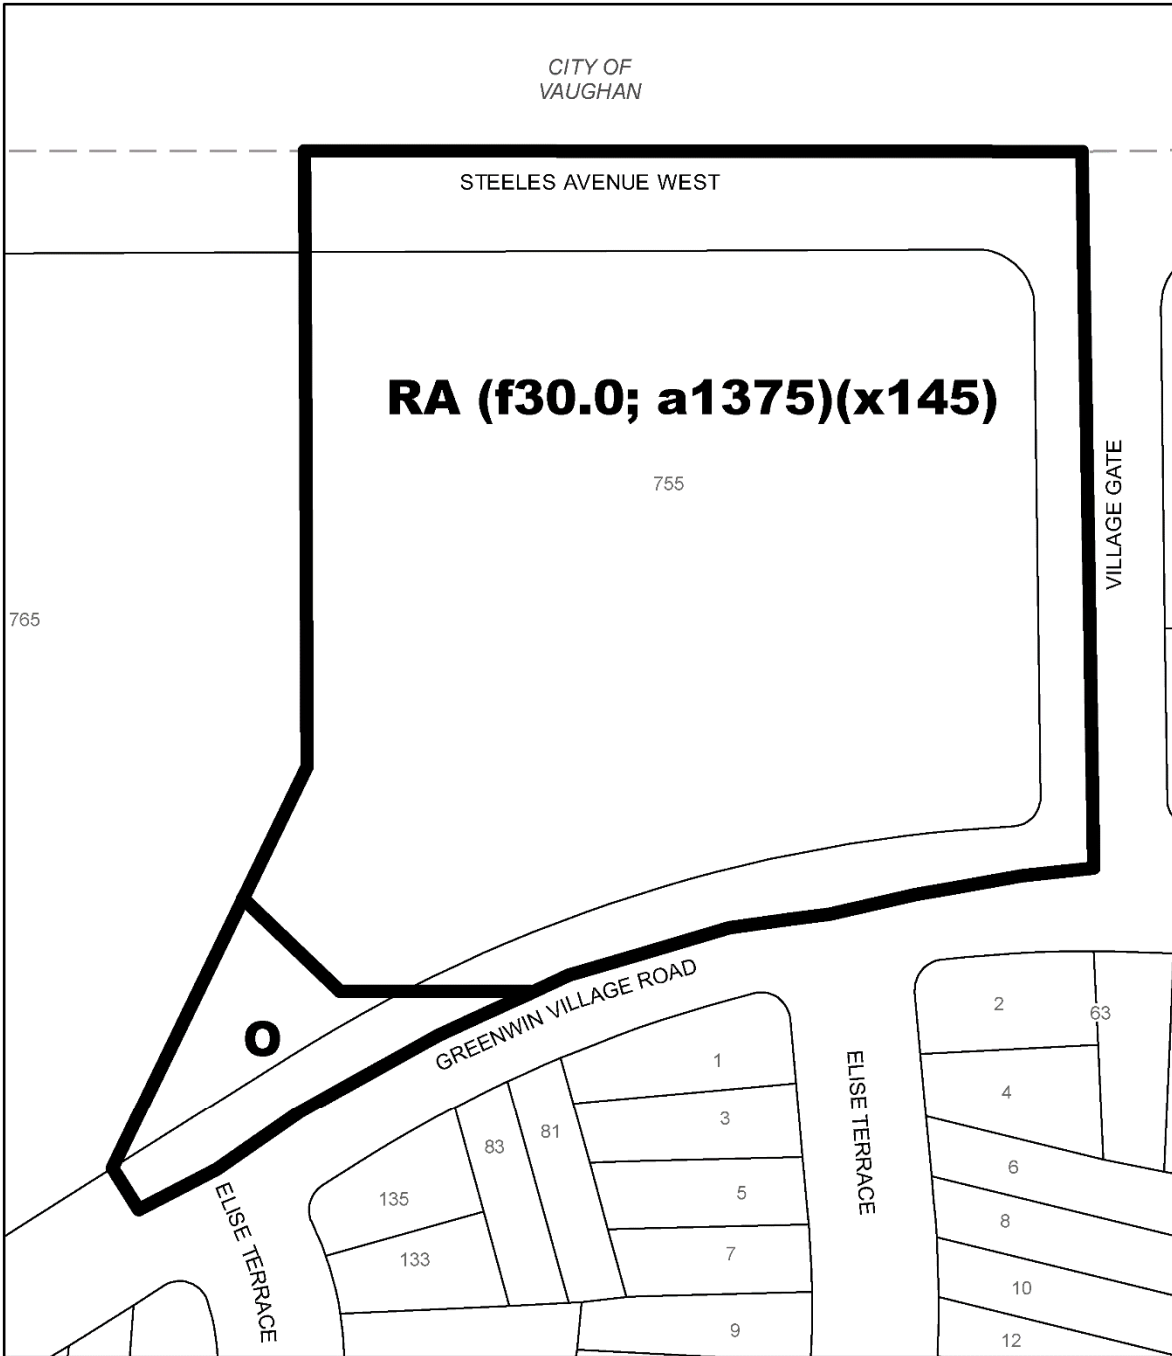 CITY OF
VAUGHAN
STEELES AVENUE WEST
RA (f30.0; a1375)(x145)
755
VILLAGE GATE
765
O
GREENWIN VILLAGE ROAD
2
63
1
ELISE TERRACE
4
3
83
81
6
135
5
ELISE TERRACE
8
133
7
10
9
12